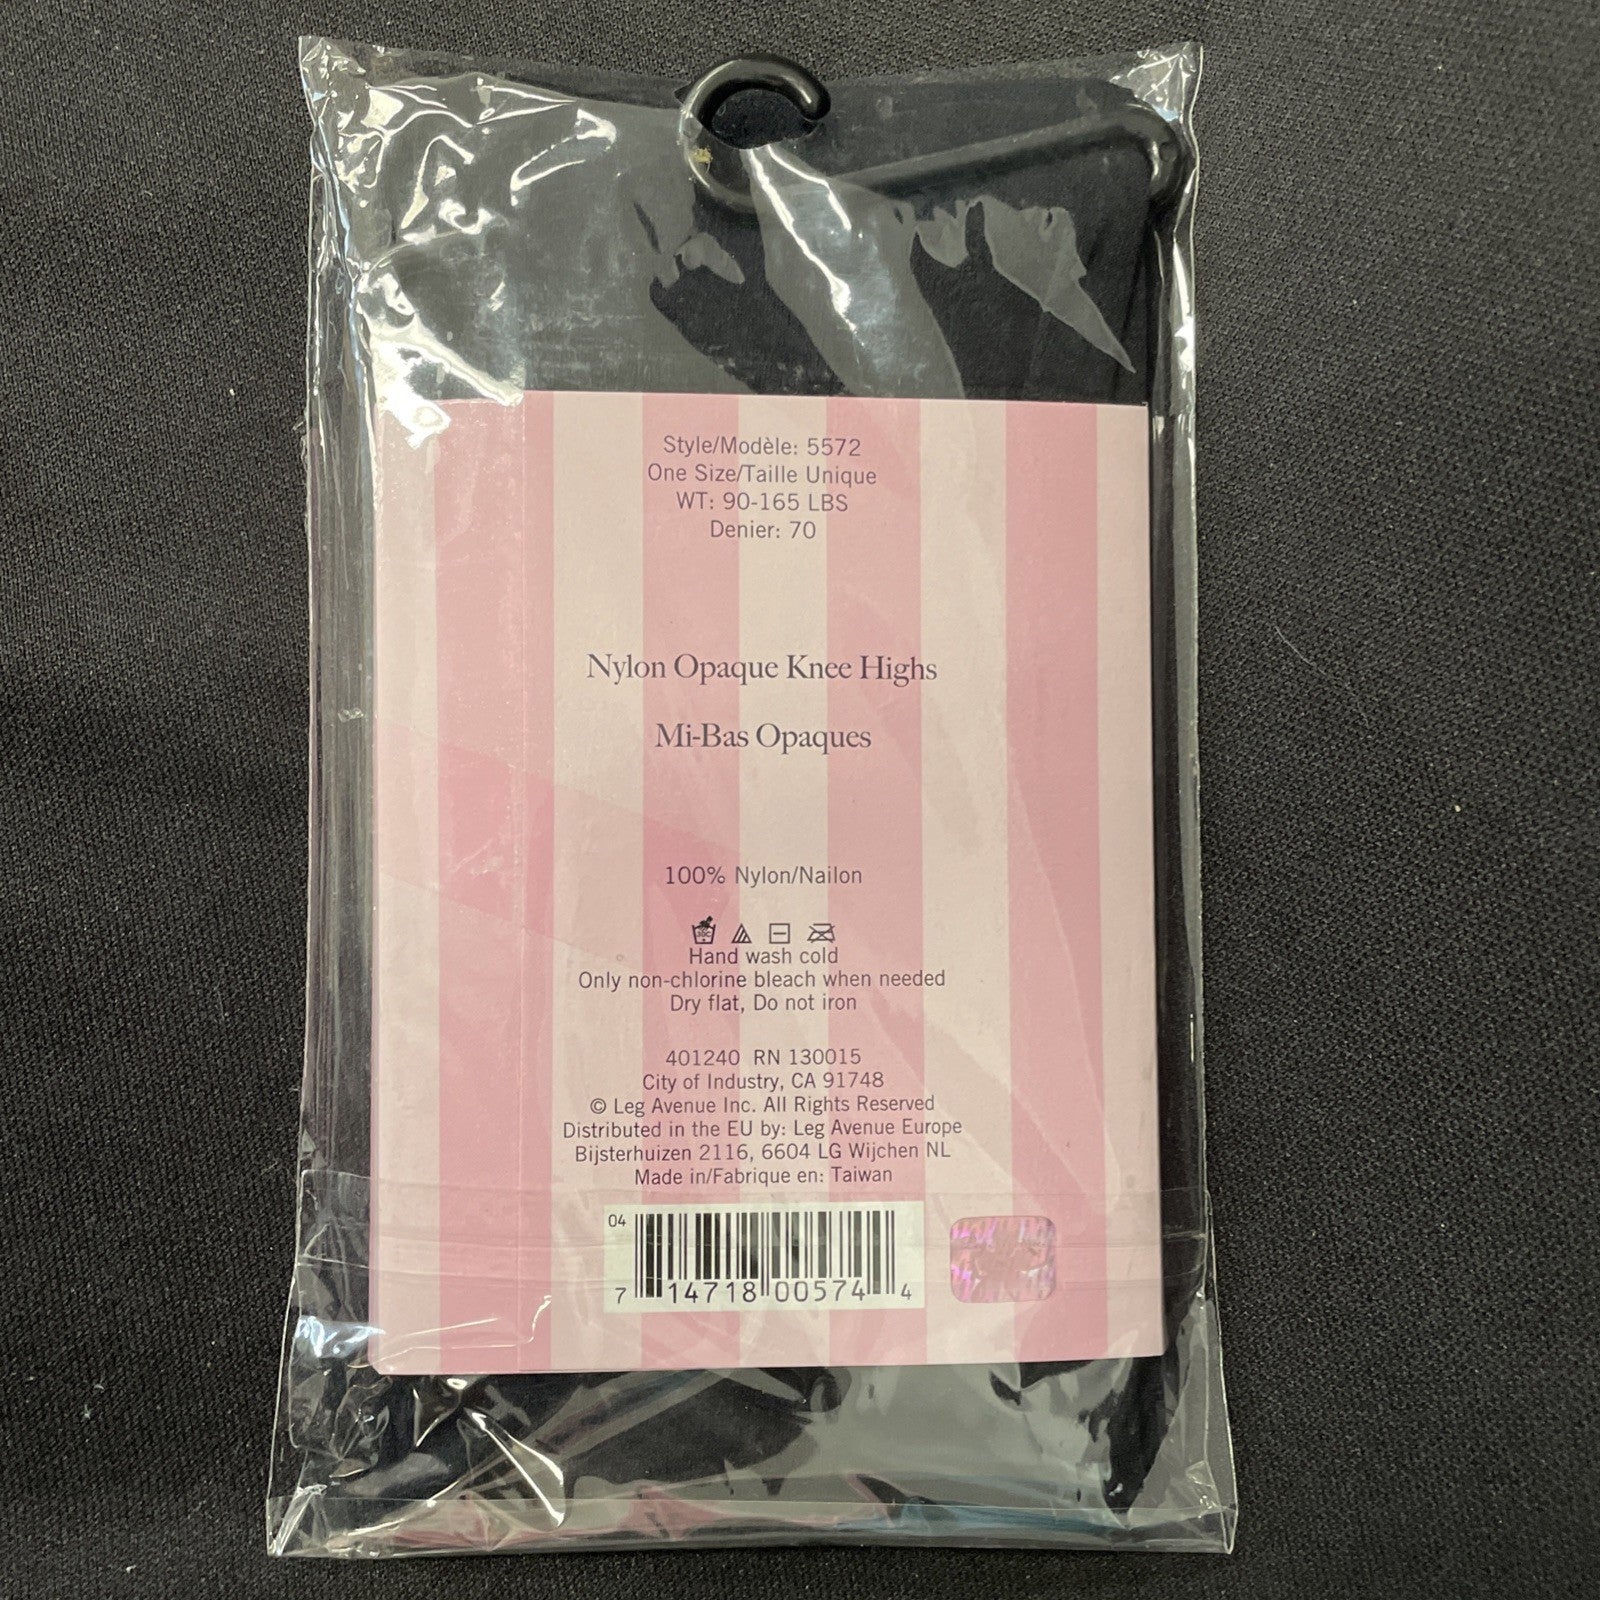 Style/Modèle: 5572
One Size/Taille Unique
WT: 90-165 LBS
Denier: 70
Nylon Opaque Knee Highs
Mi-Bas Opaques
100% Nylon/Nailon
30C
Hand wash cold
Only non-chlorine bleach when needed
Dry flat, Do not iron
401240 RN 130015
City of Industry, CA 91748
© Leg Avenue Inc. All Rights Reserved
Distributed in the EU by: Leg Avenue Europe
Bijsterhuizen 2116, 6604 LG Wijchen NL
Made in/Fabrique en: Taiwan
04
7 14718 00574 4